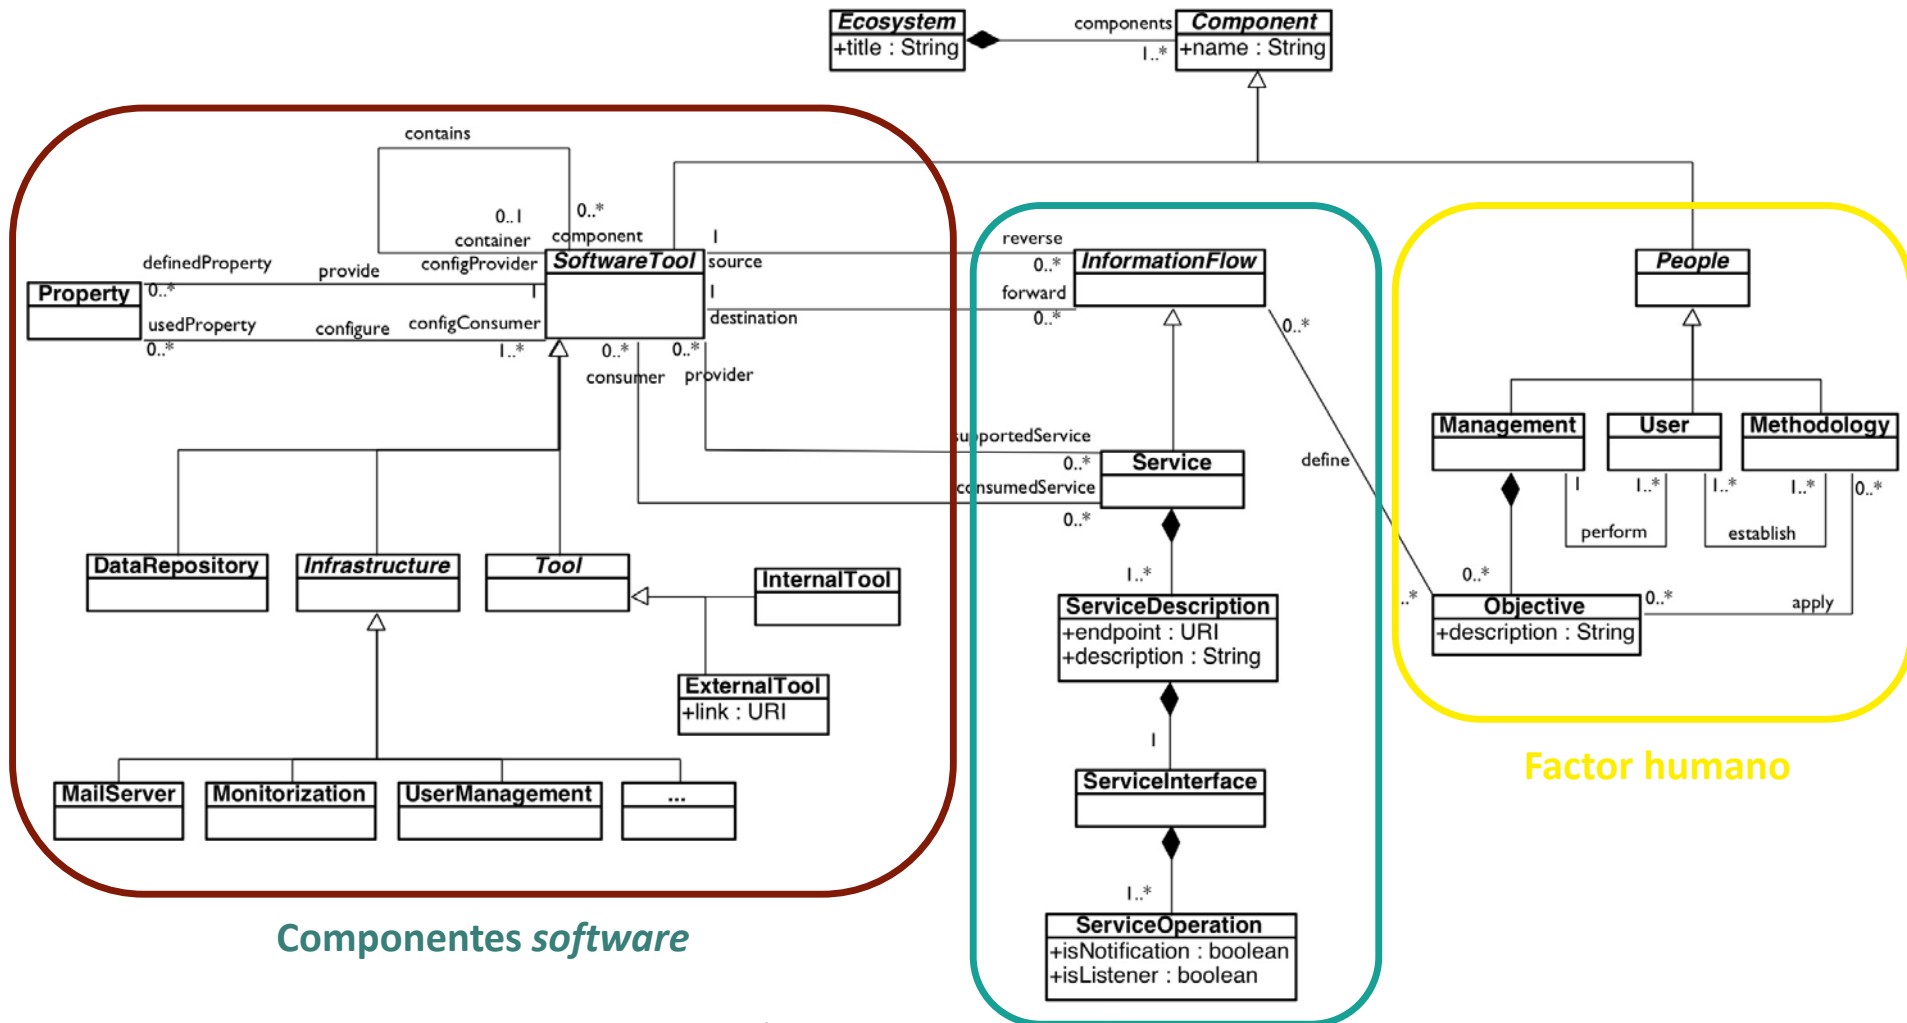 Ecosystem
+title : String
components
1..*
Component
+name : String
contains
0..1
0..*
container
component
definedProperty
provide
configProvider
0..*
1
Property
usedProperty
configure
configConsumer
0..*
1..*
SoftwareTool
1
source
1
destination
reverse
0..*
forward
0..*
InformationFlow
0..*
People
0..*
consumer
0..*
provider
supportedService
0..*
consumedService
0..*
Service
define
Management
User
Methodology
1
1..*
1..*
1..*
0..*
perform
establish
DataRepository
Infrastructure
Tool
InternalTool
ExternalTool
+link : URI
1..*
ServiceDescription
+endpoint : URI
+description : String
0..*
..*
Objective
+description : String
0..*
apply
1
ServiceInterface
MailServer
Monitorization
UserManagement
...
1..*
ServiceOperation
+isNotification : boolean
+isListener : boolean
Factor humano
Componentes software